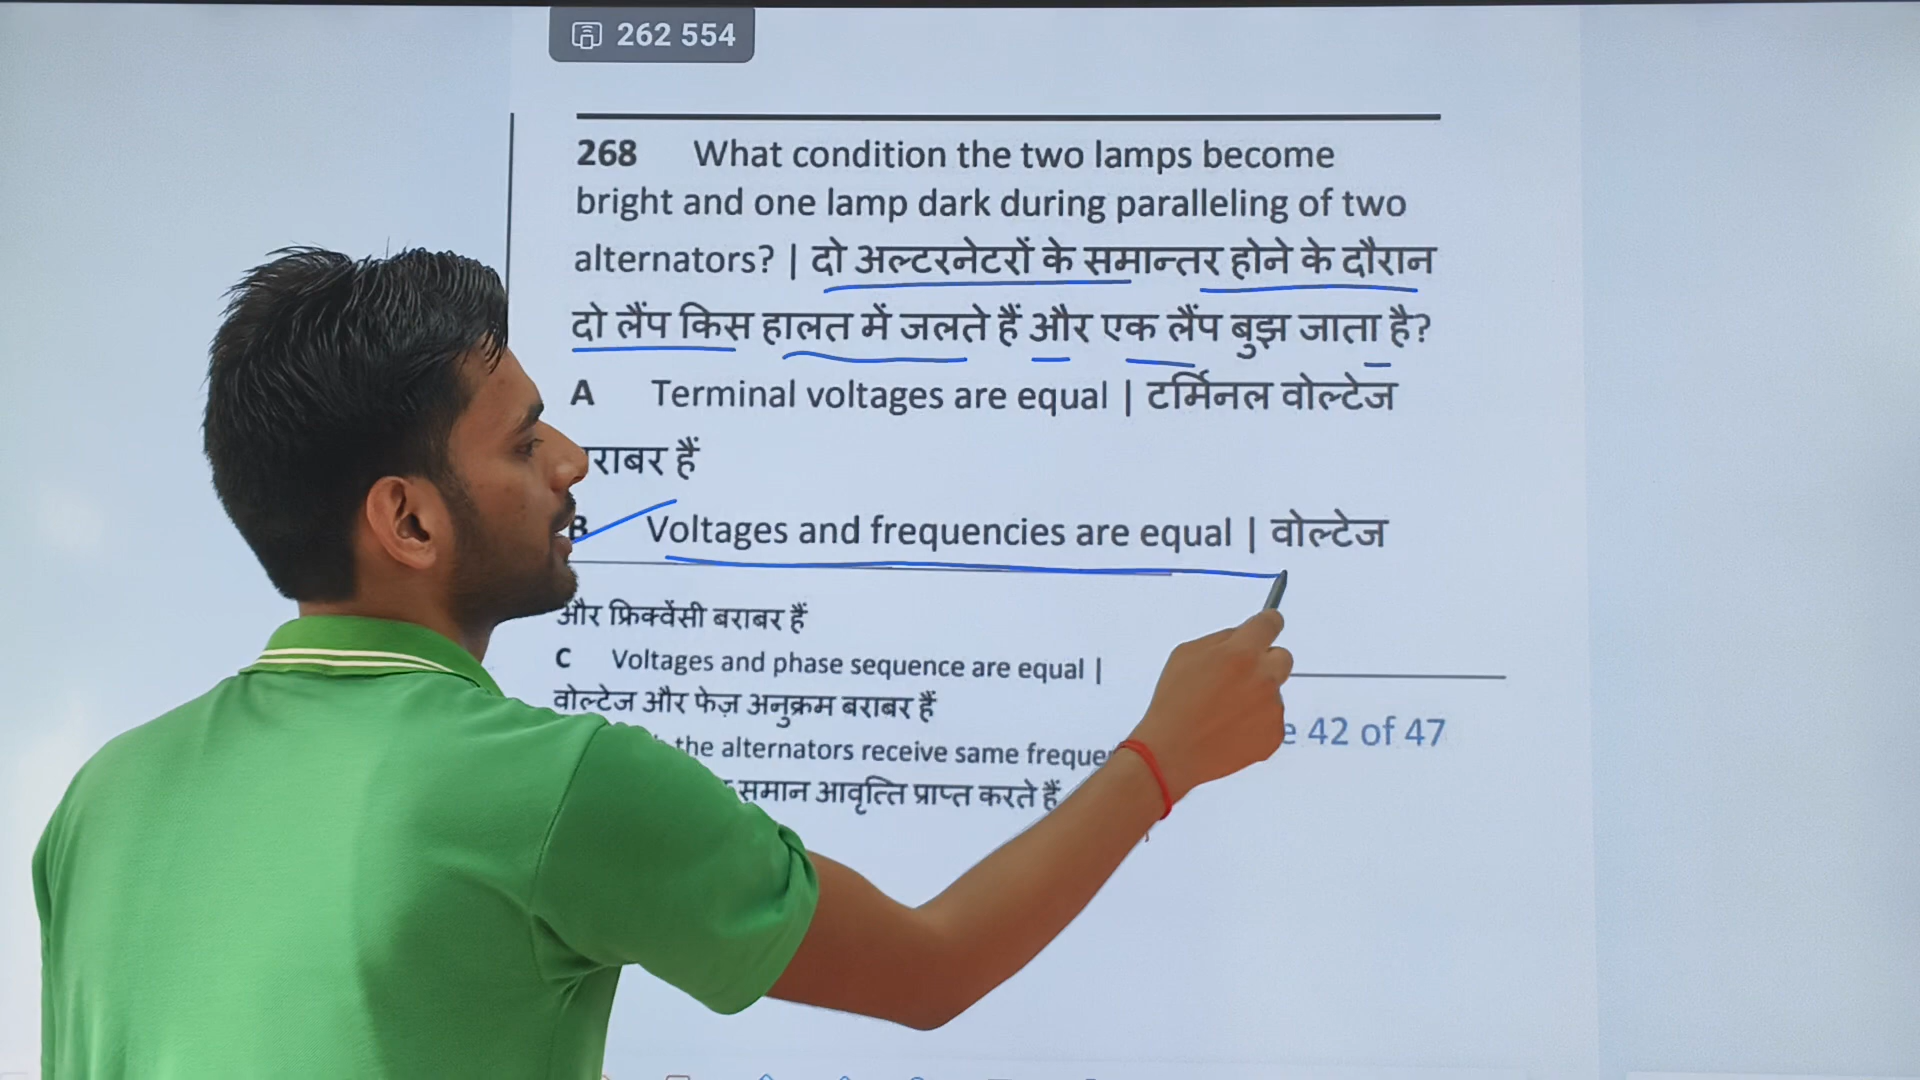 262 554
268 What condition the two lamps become
bright and one lamp dark during paralleling of two
alternators? | दो अल्टरनेटरों के समान्तर होने के दौरान
दो लैंप किस हालत में जलते हैं और एक लैंप बुझ जाता है?
A Terminal voltages are equal | टर्मिनल वोल्टेज
राबर हैं
B Voltages and frequencies are equal | वोल्टेज
और फ्रिक्वेंसी बराबर हैं
C Voltages and phase sequence are equal |
वोल्टेज और फेज़ अनुक्रम बराबर हैं
the alternators receive same freque
समान आवृत्ति प्राप्त करते हैं
e 42 of 47